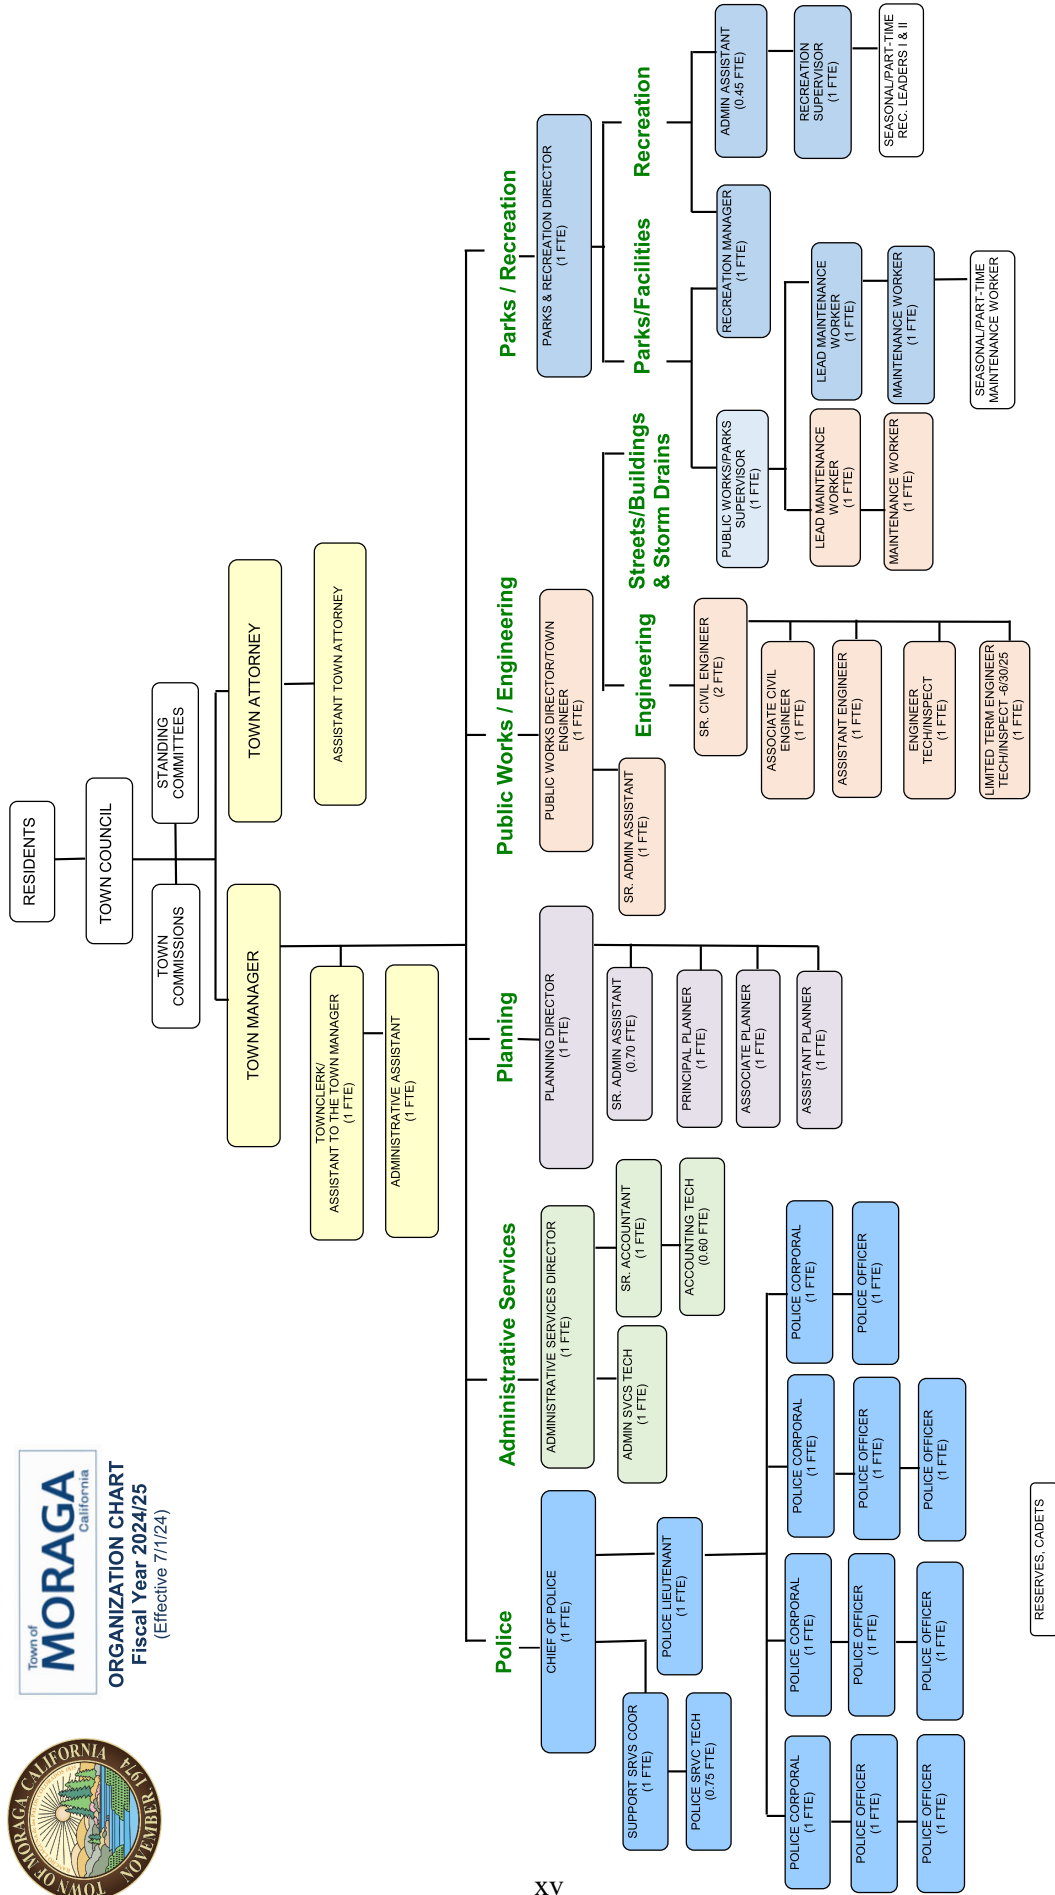 TOWN OF MORAGA, CALIFORNIA
NOVEMBER, 1974
Town of
MORAGA
California
ORGANIZATION CHART
Fiscal Year 2024/25
(Effective 7/1/24)
RESIDENTS
TOWN COUNCIL
TOWN
COMMISSIONS
STANDING
COMMITTEES
TOWN MANAGER
TOWN ATTORNEY
TOWNCLERK/
ASSISTANT TO THE TOWN MANAGER
(1 FTE)
ADMINISTRATIVE ASSISTANT
(1 FTE)
ASSISTANT TOWN ATTORNEY
Police
CHIEF OF POLICE
(1 FTE)
SUPPORT SRVS COOR
(1 FTE)
POLICE SRVC TECH
(0.75 FTE)
POLICE LIEUTENANT
(1 FTE)
POLICE CORPORAL
(1 FTE)
POLICE OFFICER
(1 FTE)
POLICE OFFICER
(1 FTE)
POLICE CORPORAL
(1 FTE)
POLICE OFFICER
(1 FTE)
POLICE OFFICER
(1 FTE)
POLICE CORPORAL
(1 FTE)
POLICE OFFICER
(1 FTE)
POLICE OFFICER
(1 FTE)
POLICE CORPORAL
(1 FTE)
POLICE OFFICER
(1 FTE)
RESERVES, CADETS
Administrative Services
ADMINISTRATIVE SERVICES DIRECTOR
(1 FTE)
ADMIN SVCS TECH
(1 FTE)
SR. ACCOUNTANT
(1 FTE)
ACCOUNTING TECH
(0.60 FTE)
Planning
PLANNING DIRECTOR
(1 FTE)
SR. ADMIN ASSISTANT
(0.70 FTE)
PRINCIPAL PLANNER
(1 FTE)
ASSOCIATE PLANNER
(1 FTE)
ASSISTANT PLANNER
(1 FTE)
Public Works / Engineering
PUBLIC WORKS DIRECTOR/TOWN
ENGINEER
(1 FTE)
SR. ADMIN ASSISTANT
(1 FTE)
Engineering
SR. CIVIL ENGINEER
(2 FTE)
ASSOCIATE CIVIL
ENGINEER
(1 FTE)
ASSISTANT ENGINEER
(1 FTE)
ENGINEER
TECH/INSPECT
(1 FTE)
LIMITED TERM ENGINEER
TECH/INSPECT -6/30/25
(1 FTE)
Streets/Buildings
& Storm Drains
Parks / Recreation
PARKS & RECREATION DIRECTOR
(1 FTE)
Parks/Facilities
PUBLIC WORKS/PARKS
SUPERVISOR
(1 FTE)
LEAD MAINTENANCE
WORKER
(1 FTE)
MAINTENANCE WORKER
(1 FTE)
LEAD MAINTENANCE
WORKER
(1 FTE)
MAINTENANCE WORKER
(1 FTE)
SEASONAL/PART-TIME
MAINTENANCE WORKER
Recreation
RECREATION MANAGER
(1 FTE)
ADMIN ASSISTANT
(0.45 FTE)
RECREATION
SUPERVISOR
(1 FTE)
SEASONAL/PART-TIME
REC. LEADERS I & II
xv